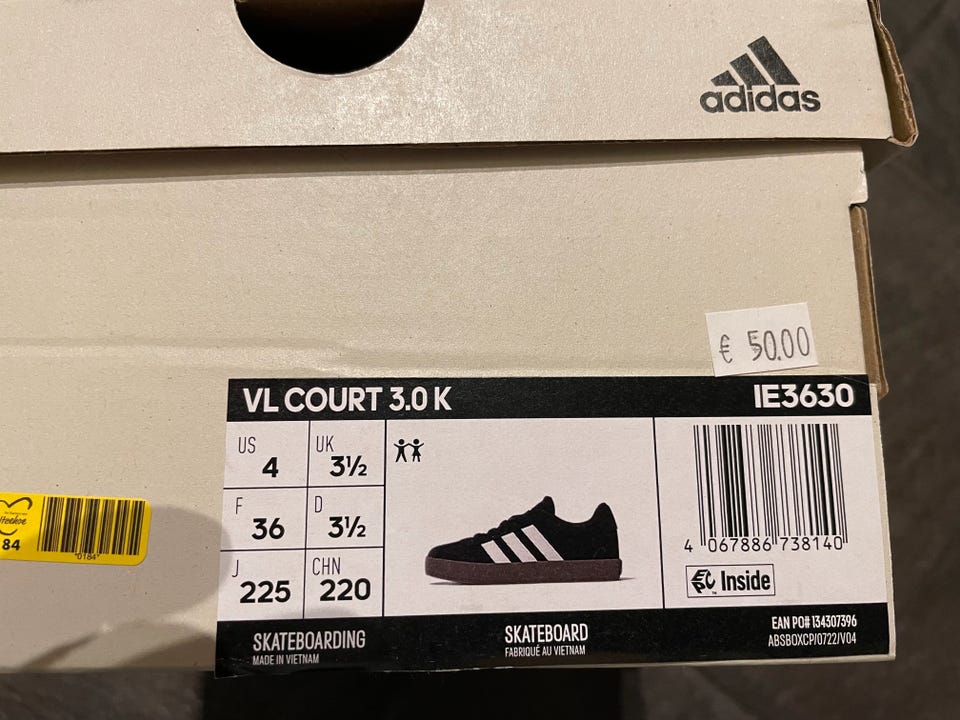 adidas
€ 50.00
VL COURT 3.0 K
IE3630
US
4
UK
3½
F
36
D
3½
J
225
CHN
220
4 067886 738140
EPC™ Inside
84
"0184"
SKATEBOARDING
MADE IN VIETNAM
SKATEBOARD
FABRIQUÉ AU VIETNAM
EAN PO# 134307396
ABSBOXCP/0722/V04